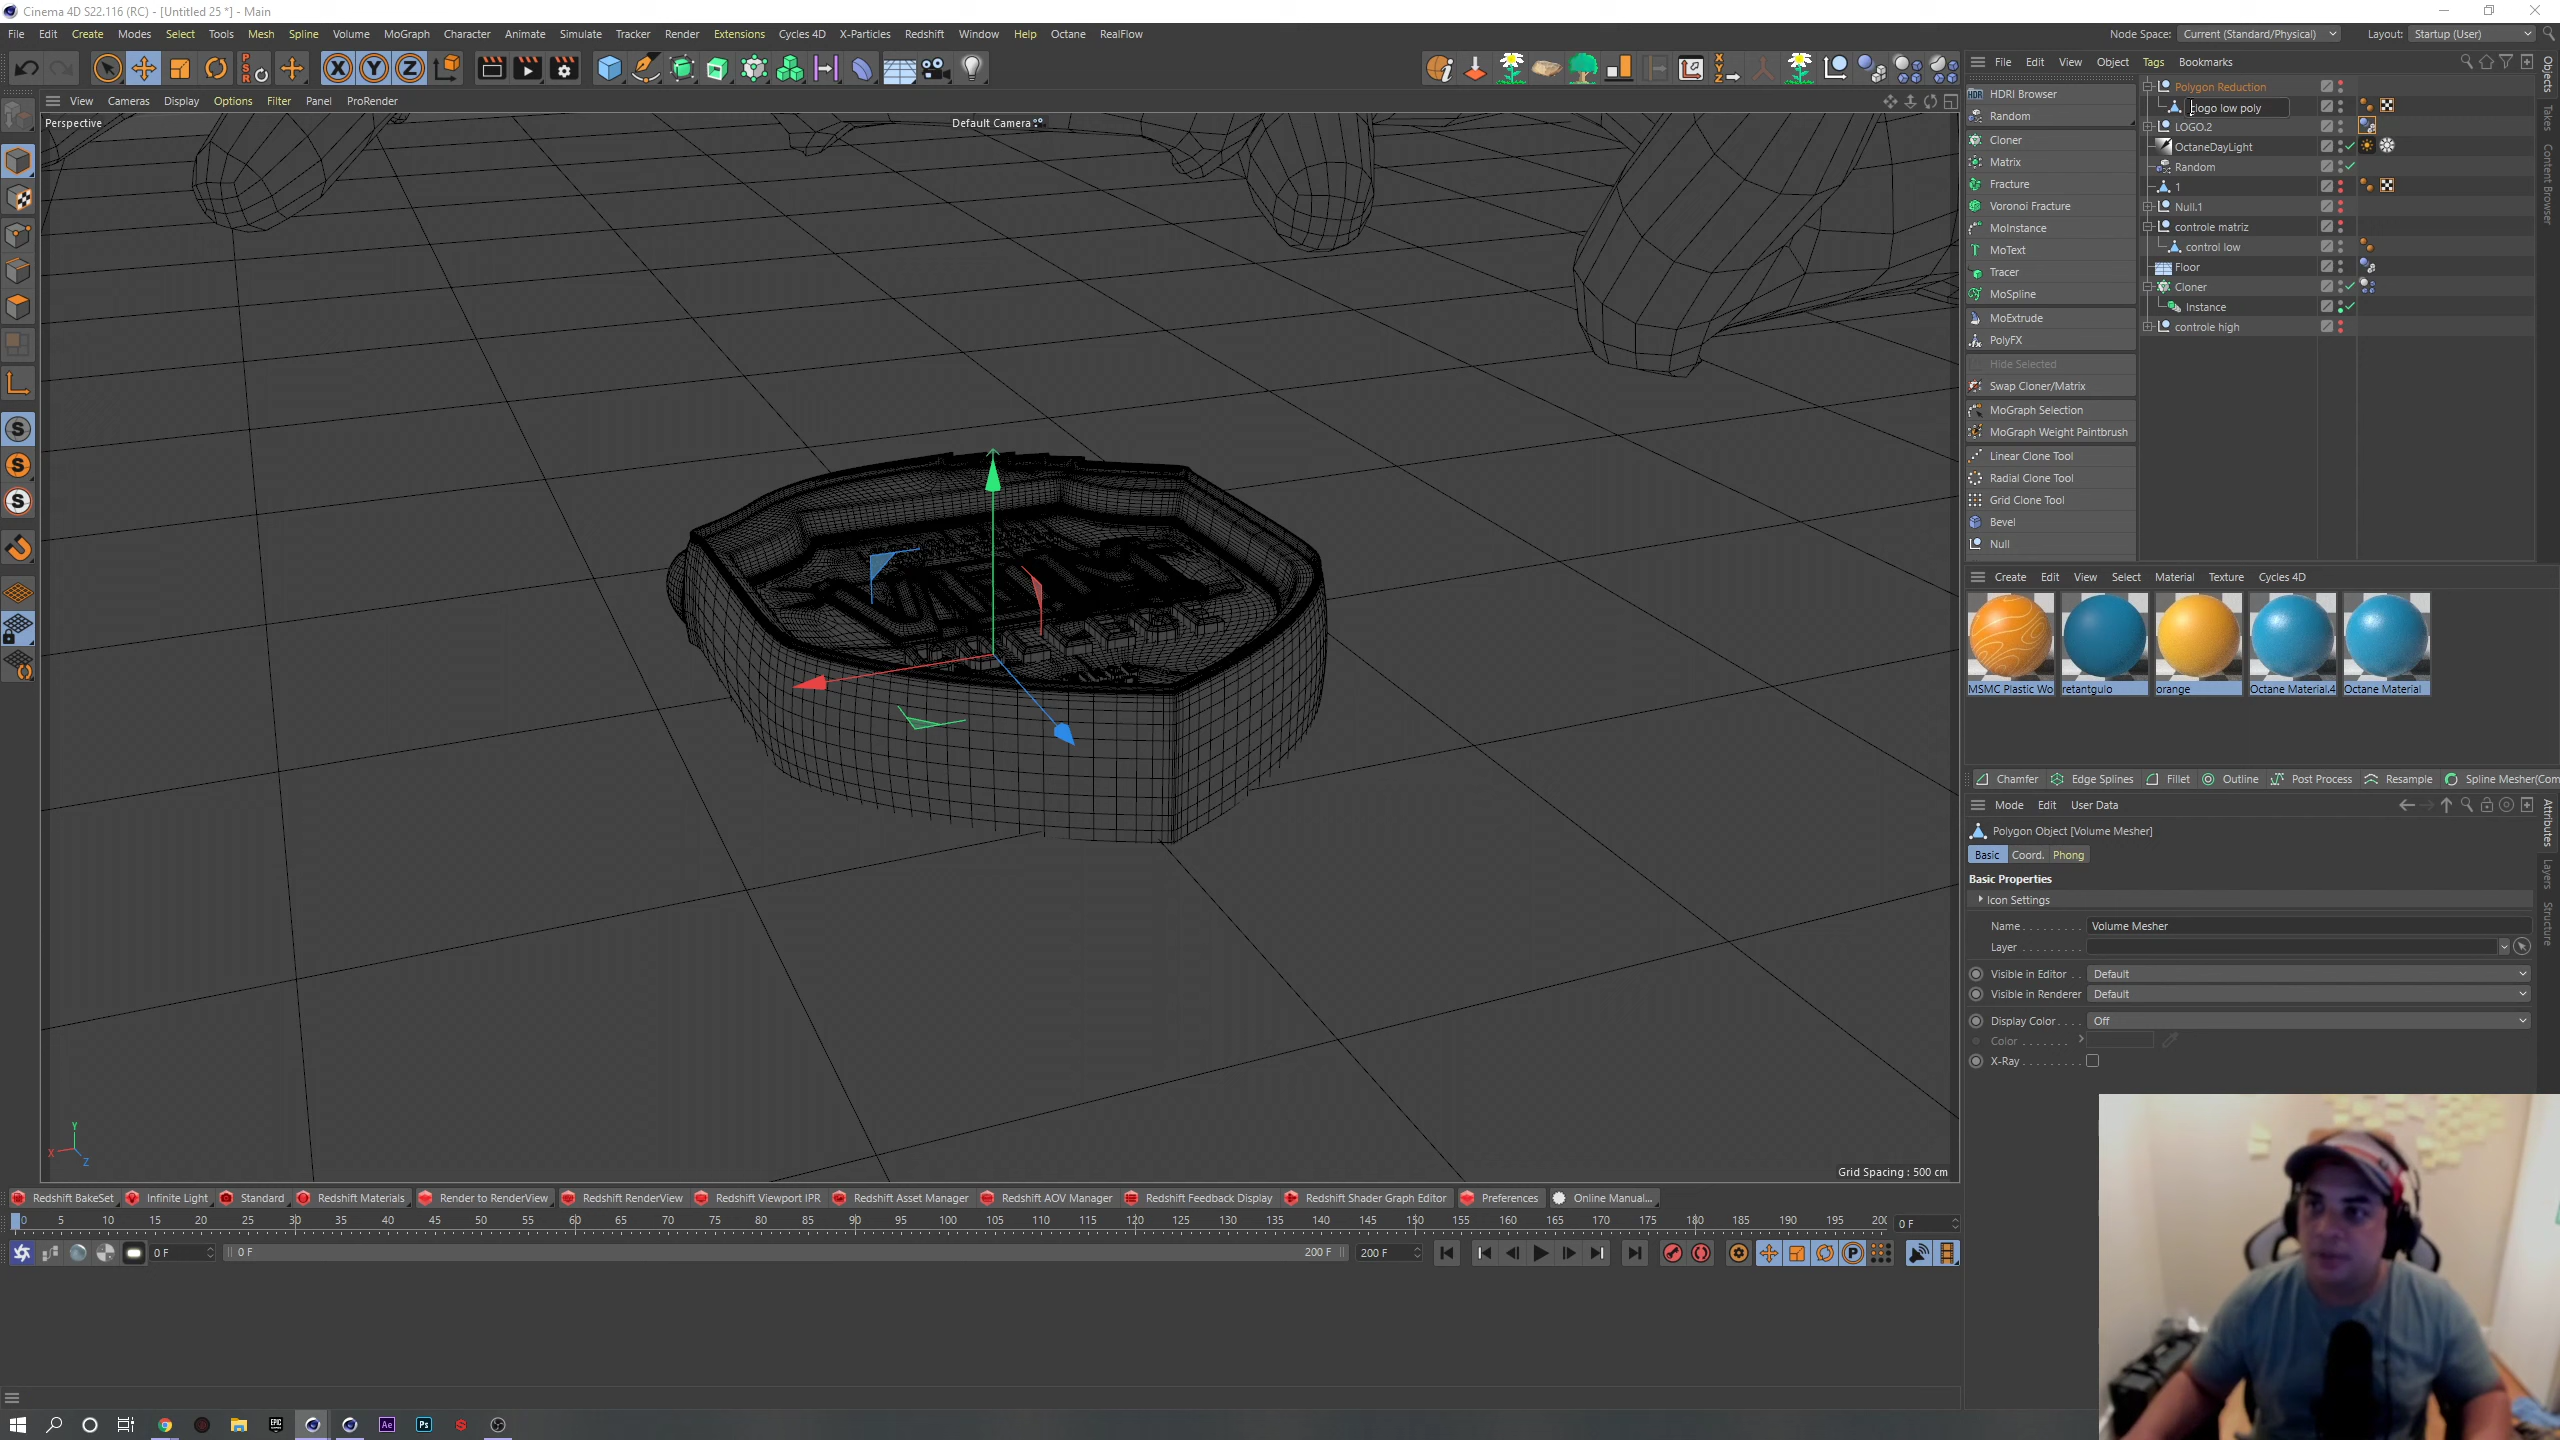 Cinema 4D S22.116 (RC) - [Untitled 25 *] - Main
File Edit Create Modes Select Tools Mesh Spline Volume MoGraph Character Animate Simulate Tracker Render Extensions Cycles 4D X-Particles Redshift Window Help Octane RealFlow
Node Space: Current (Standard/Physical) Layout: Startup (User)
File Edit View Object Tags Bookmarks
View Cameras Display Options Filter Panel ProRender
Perspective
Default Camera
HDRI Browser
Random
Cloner
Matrix
Fracture
Voronoi Fracture
MoInstance
MoText
Tracer
MoSpline
MoExtrude
PolyFX
Hide Selected
Swap Cloner/Matrix
MoGraph Selection
MoGraph Weight Paintbrush
Linear Clone Tool
Radial Clone Tool
Grid Clone Tool
Bevel
Null
Polygon Reduction
logo low poly
LOGO.2
OctaneDayLight
Random
1
Null.1
controle matriz
control low
Floor
Cloner
Instance
controle high
Objects
Takes
Content Browser
Create Edit View Select Material Texture Cycles 4D
MSMC Plastic Wo retantgulo orange Octane Material.4 Octane Material
Chamfer Edge Splines Fillet Outline Post Process Resample Spline Mesher(Com
Mode Edit User Data
Polygon Object [Volume Mesher]
Basic Coord. Phong
Basic Properties
Icon Settings
Name Volume Mesher
Layer
Visible in Editor Default
Visible in Renderer Default
Display Color Off
Color
X-Ray
Attributes
Layers
Structure
Y
X
Z
Grid Spacing : 500 cm
Redshift BakeSet Infinite Light Standard Redshift Materials Render to RenderView Redshift RenderView Redshift Viewport IPR Redshift Asset Manager Redshift AOV Manager Redshift Feedback Display Redshift Shader Graph Editor Preferences Online Manual...
0 5 10 15 20 25 30 35 40 45 50 55 60 65 70 75 80 85 90 95 100 105 110 115 120 125 130 135 140 145 150 155 160 165 170 175 180 185 190 195 0 F
0 F 0 F 200 F 200 F